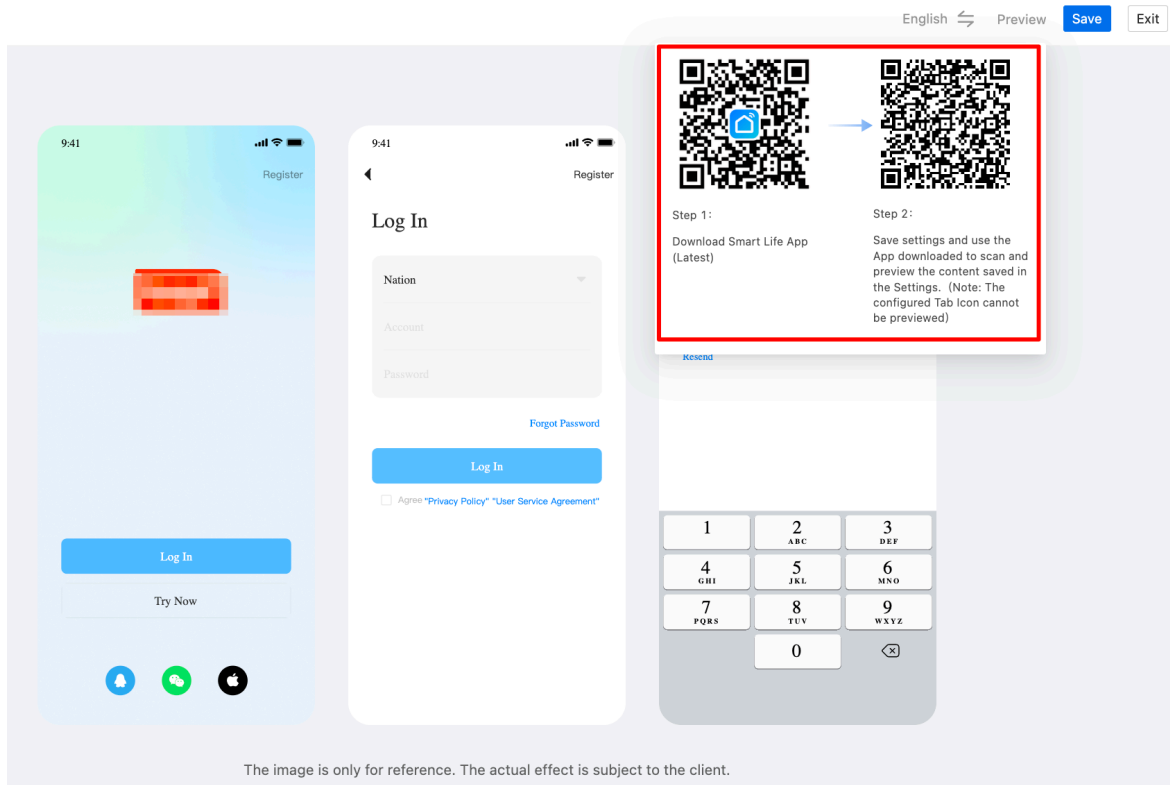 English
Preview
Save
Exit
9:41
Register
Log In
Try Now
9:41
Register
Log In
Nation
Account
Password
Forgot Password
Log In
Agree "Privacy Policy" "User Service Agreement"
Step 1:
Download Smart Life App
(Latest)
Step 2:
Save settings and use the
App downloaded to scan and
preview the content saved in
the Settings. (Note: The
configured Tab Icon cannot
be previewed)
Resend
1
2
ABC
3
DEF
4
GHI
5
JKL
6
MNO
7
PQRS
8
TUV
9
WXYZ
0
The image is only for reference. The actual effect is subject to the client.